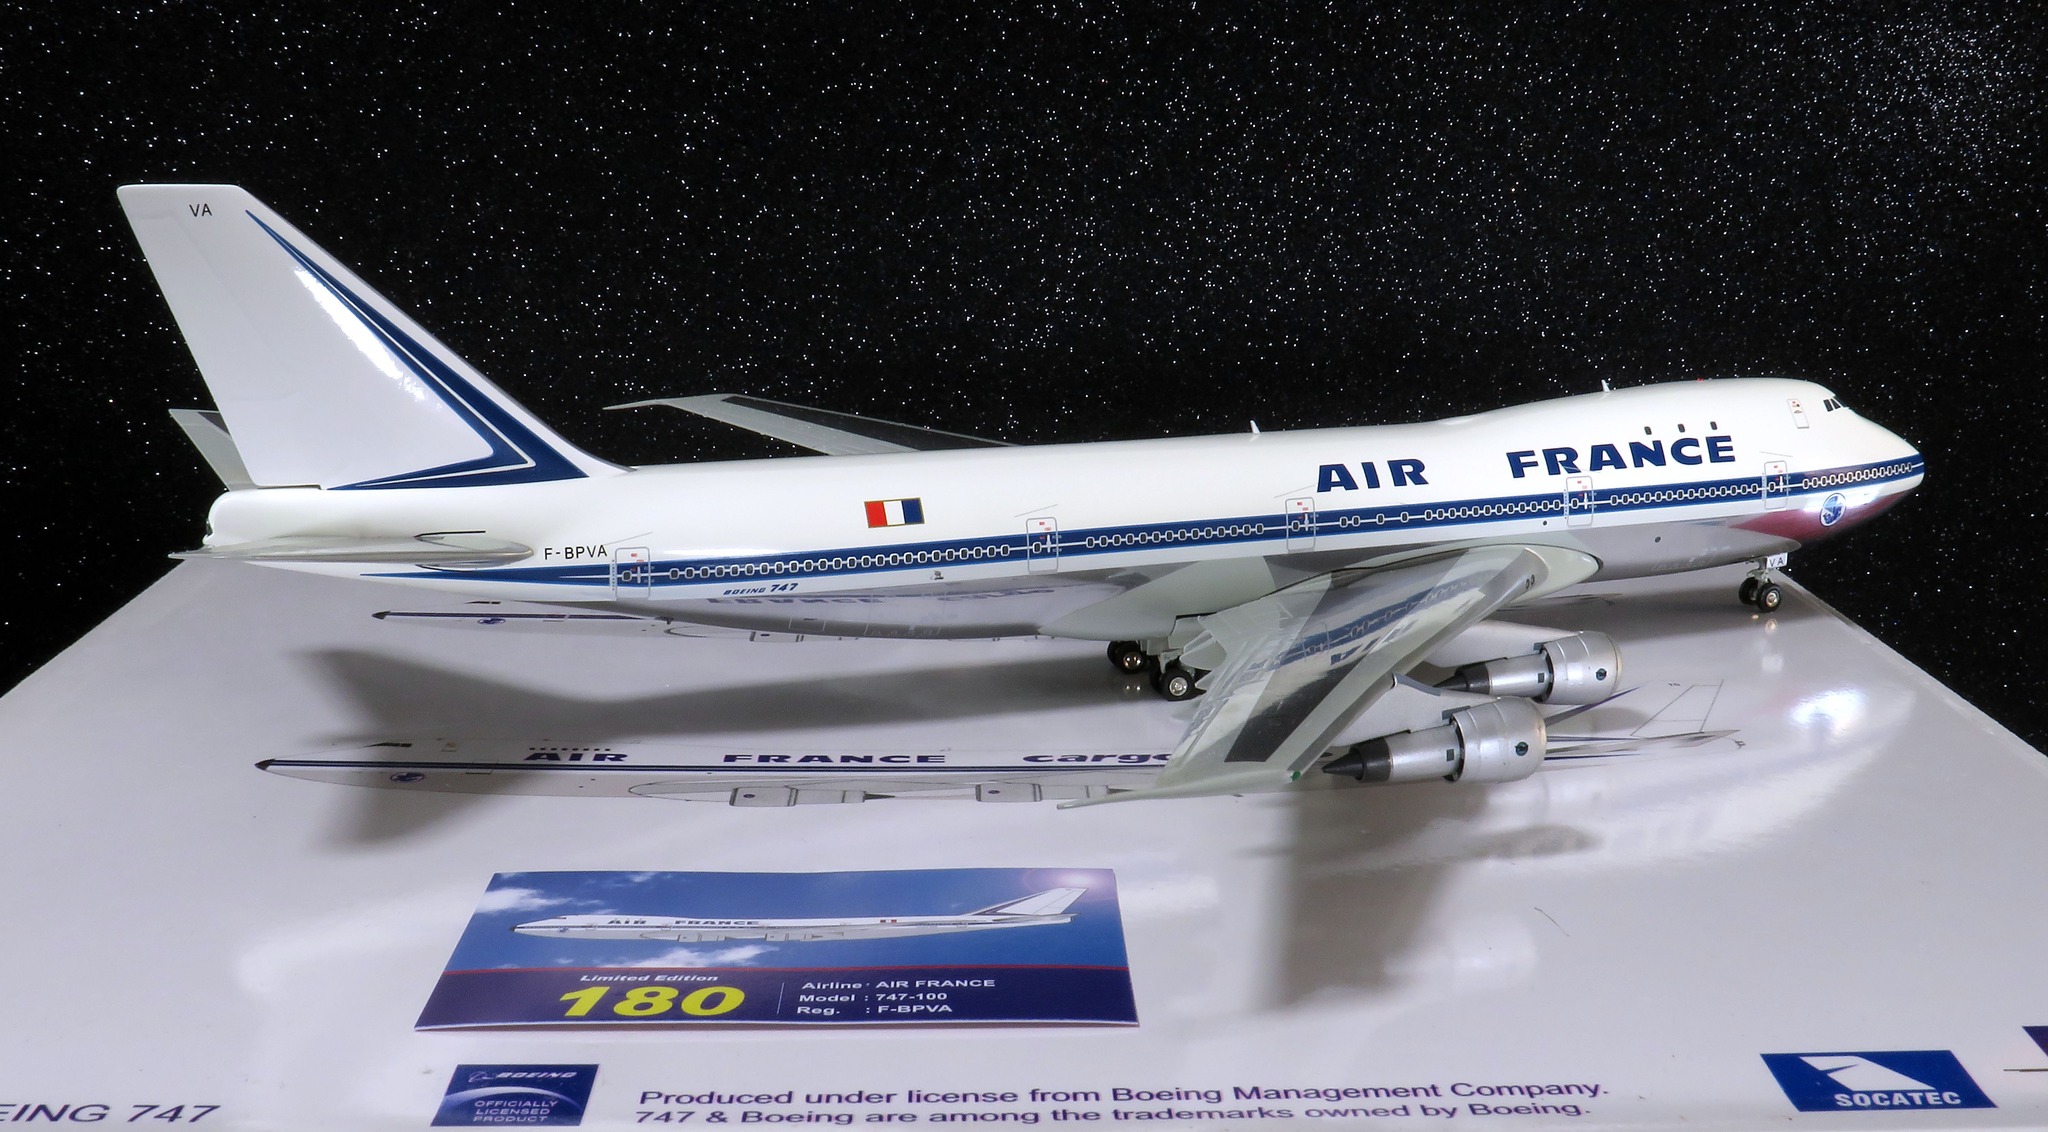 VA
AIR FRANCE
F-BPVA
BOEING 747
VA
AIR FRANCE cargo
AIR FRANCE
Limited Edition
180
Airline : AIR FRANCE
Model : 747-100
Reg. : F-BPVA
EING 747
BOEING
OFFICIALLY
LICENSED
PRODUCT
Produced under license from Boeing Management Company.
747 & Boeing are among the trademarks owned by Boeing.
SOCATEC